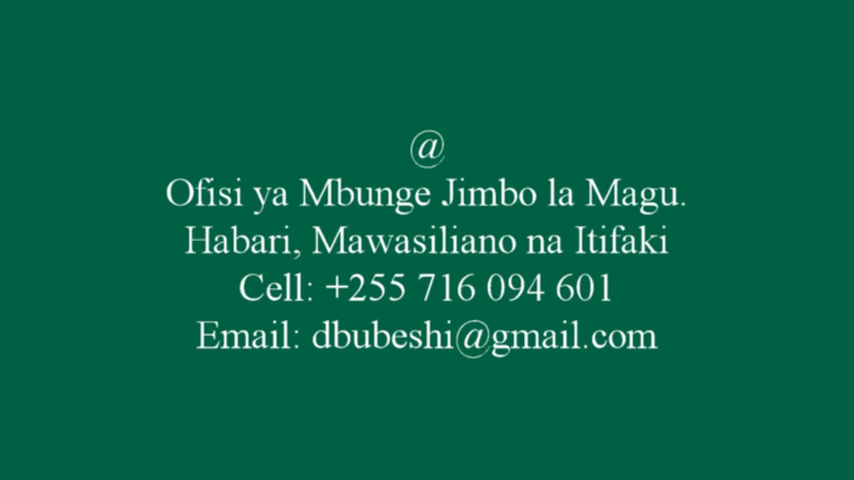 @
Ofisi ya Mbunge Jimbo la Magu.
Habari, Mawasiliano na Itifaki
Cell: +255 716 094 601
Email: dbubeshi@gmail.com